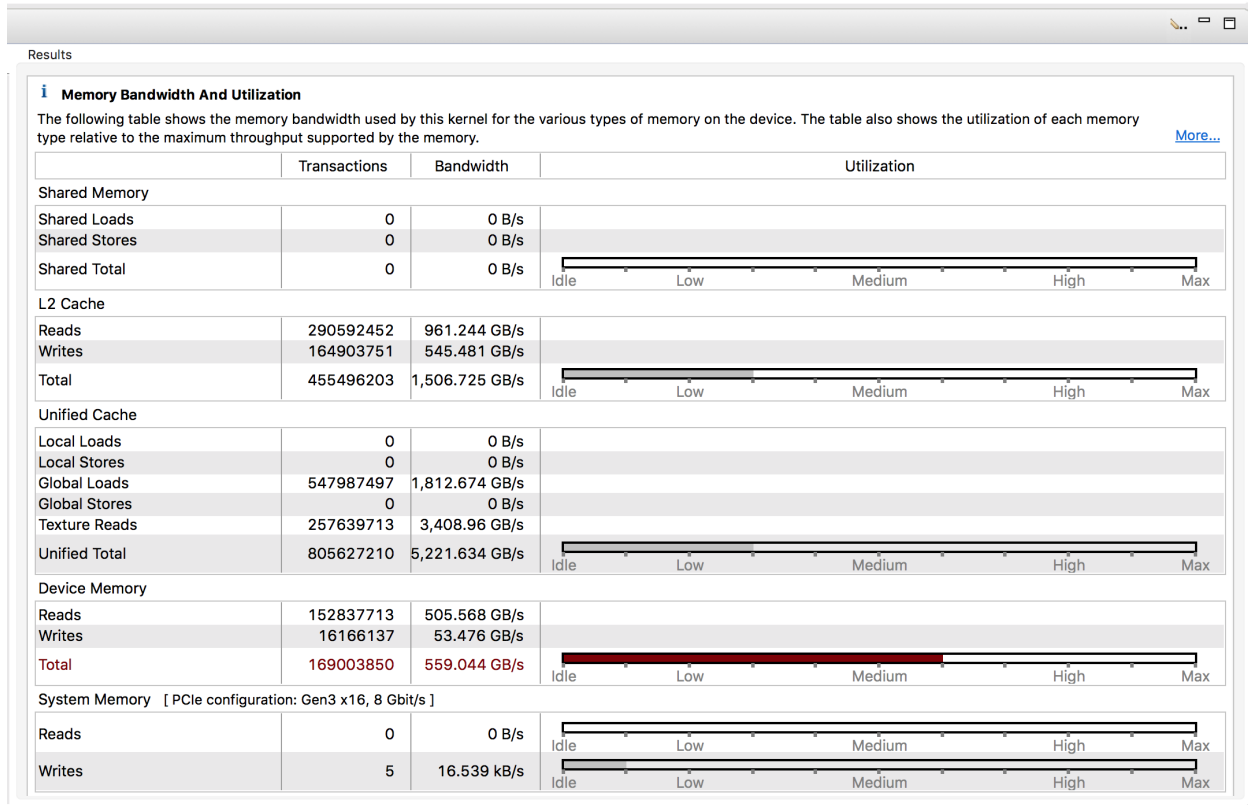 Results
i Memory Bandwidth And Utilization
The following table shows the memory bandwidth used by this kernel for the various types of memory on the device. The table also shows the utilization of each memory
type relative to the maximum throughput supported by the memory. More...
Transactions Bandwidth Utilization
Shared Memory
Shared Loads 0 0 B/s
Shared Stores 0 0 B/s
Shared Total 0 0 B/s
Idle Low Medium High Max
L2 Cache
Reads 290592452 961.244 GB/s
Writes 164903751 545.481 GB/s
Total 455496203 1,506.725 GB/s
Idle Low Medium High Max
Unified Cache
Local Loads 0 0 B/s
Local Stores 0 0 B/s
Global Loads 547987497 1,812.674 GB/s
Global Stores 0 0 B/s
Texture Reads 257639713 3,408.96 GB/s
Unified Total 805627210 5,221.634 GB/s
Idle Low Medium High Max
Device Memory
Reads 152837713 505.568 GB/s
Writes 16166137 53.476 GB/s
Total 169003850 559.044 GB/s
Idle Low Medium High Max
System Memory [ PCIe configuration: Gen3 x16, 8 Gbit/s ]
Reads 0 0 B/s
Idle Low Medium High Max
Writes 5 16.539 kB/s
Idle Low Medium High Max